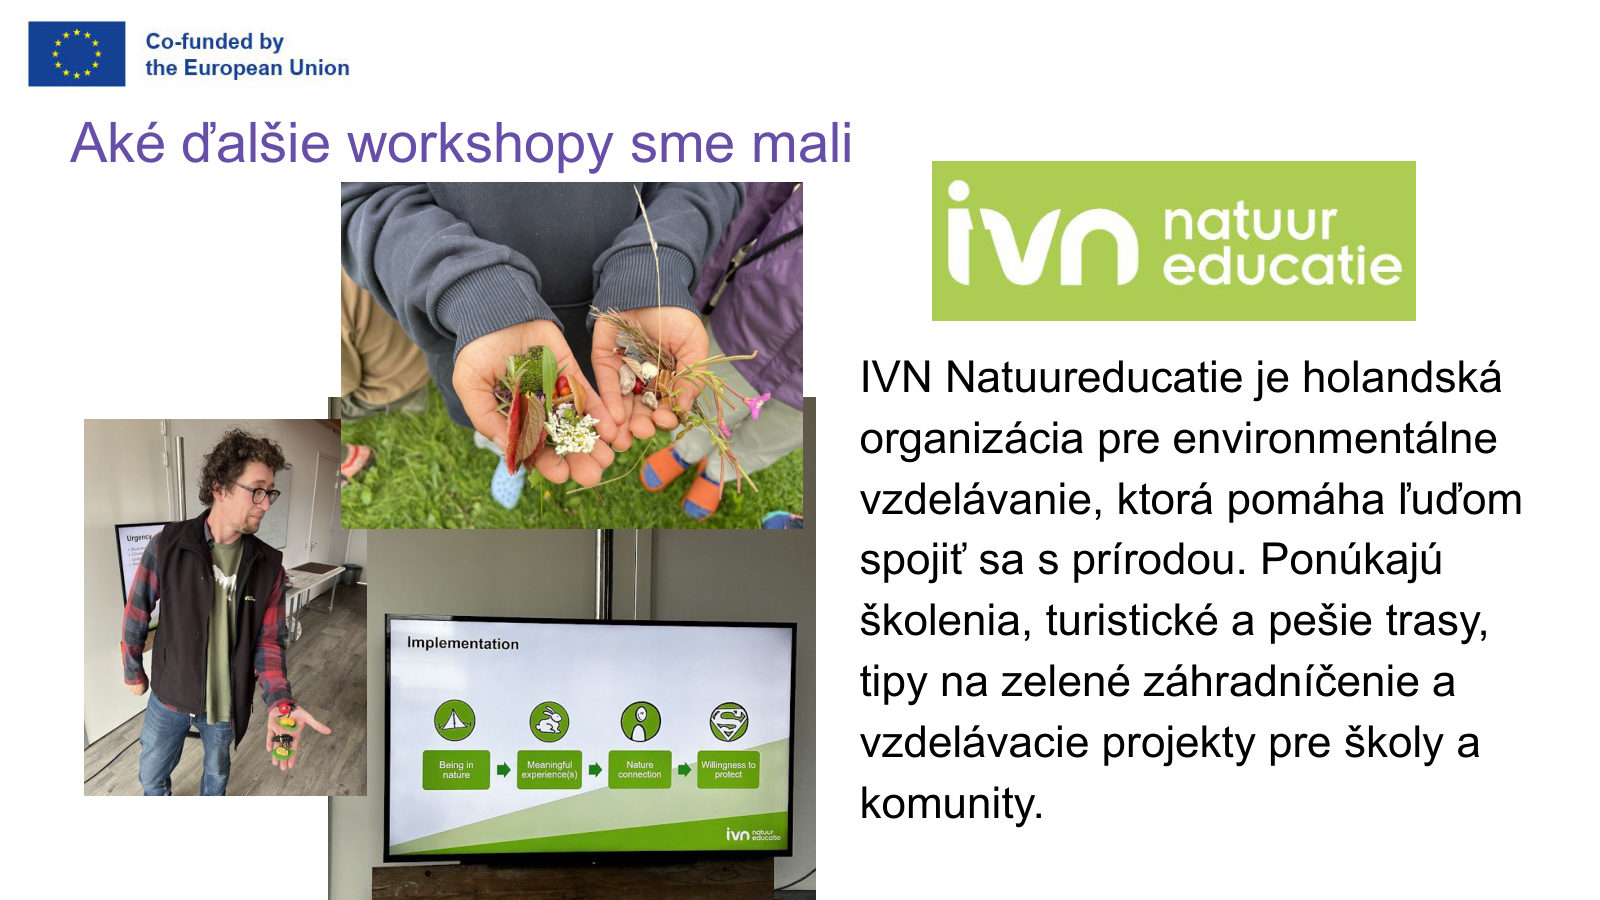 Co-funded by
the European Union
Aké ďalšie workshopy sme mali
ivn natuur
educatie
IVN Natuureducatie je holandská
organizácia pre environmentálne
vzdelávanie, ktorá pomáha ľuďom
spojiť sa s prírodou. Ponúkajú
školenia, turistické a pešie trasy,
tipy na zelené záhradníčenie a
vzdelávacie projekty pre školy a
komunity.
Urgency
Implementation
Being in
nature
Meaningful
experience(s)
Nature
connection
Willingness to
protect
ivn natuur
educatie